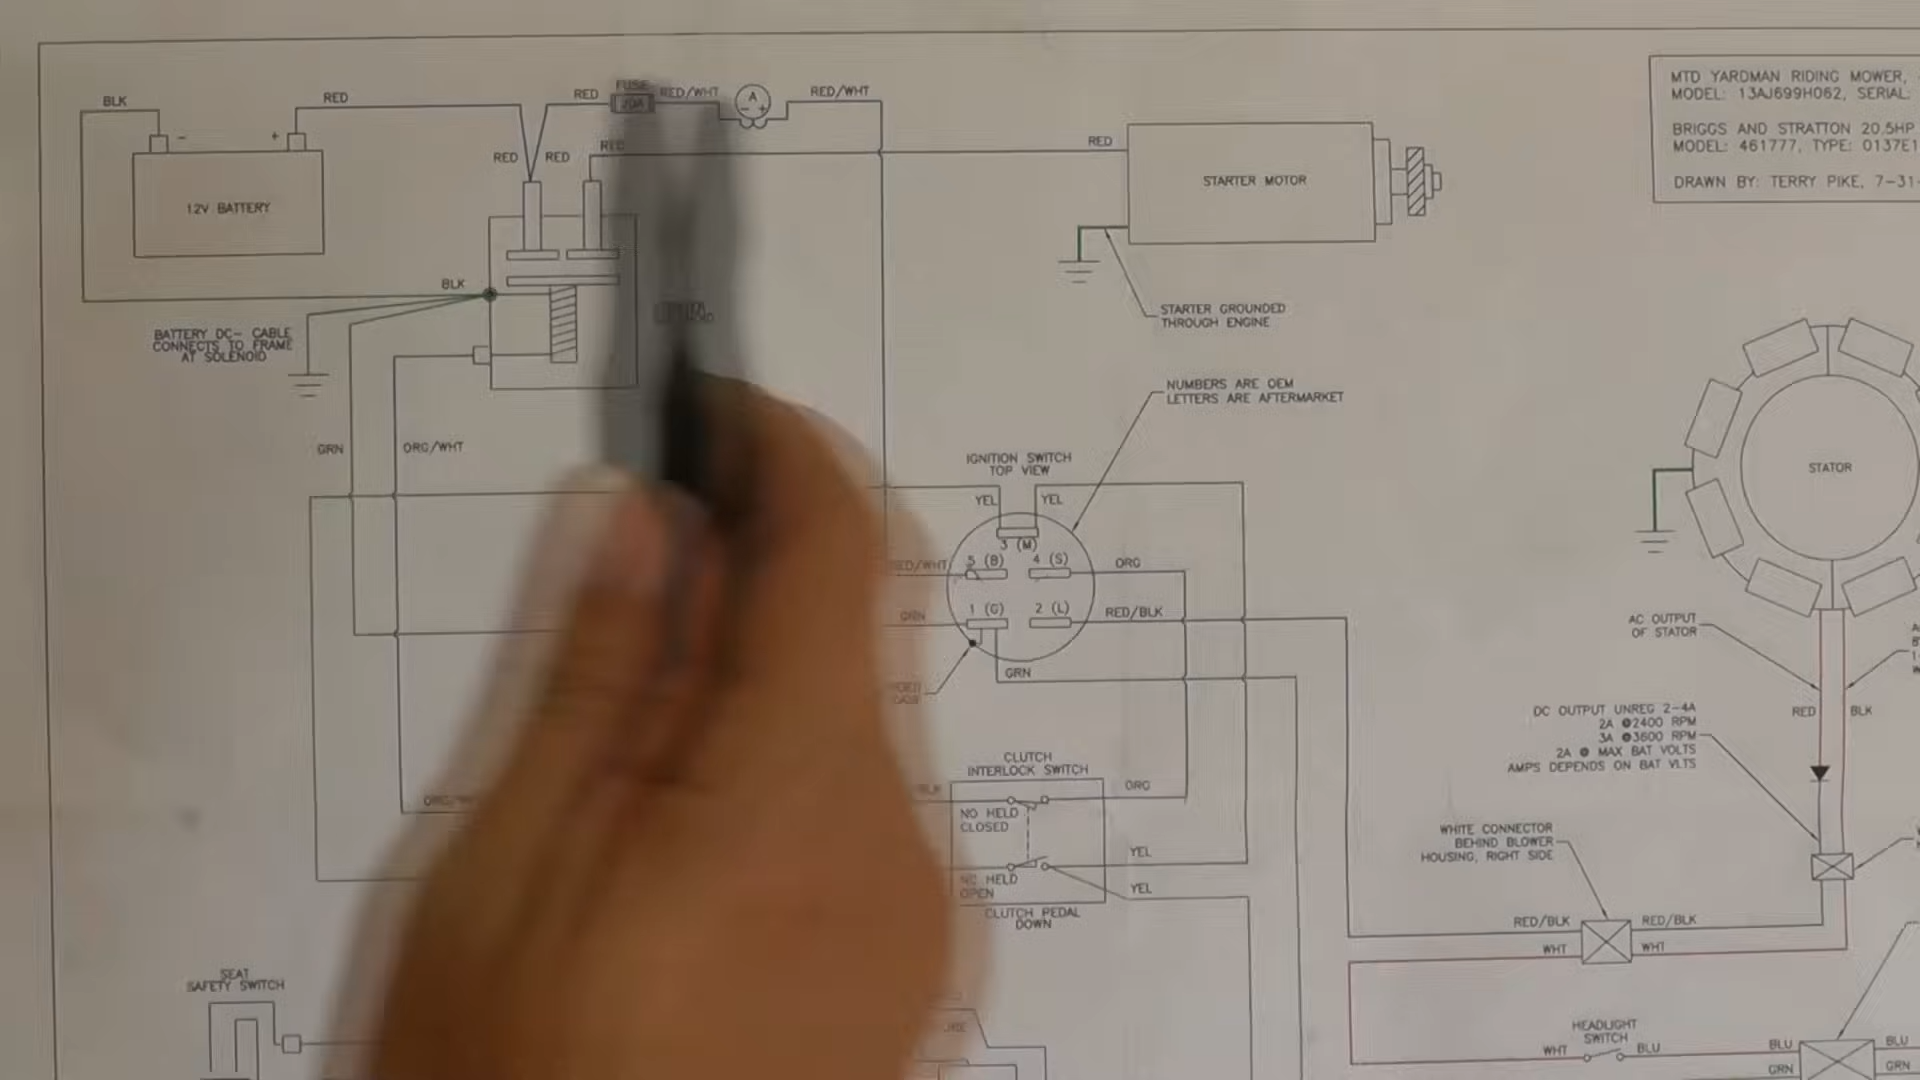 BLK
RED
RED
FUSE
20A
RED/WHT
A
- +
RED/WHT
MTD YARDMAN RIDING MOWER,
MODEL: 13AJ699H062, SERIAL:
BRIGGS AND STRATTON 20.5HP
MODEL: 461777, TYPE: 0137E1
DRAWN BY: TERRY PIKE, 7-31-
- +
12V BATTERY
RED
RED
RED
RED
STARTER MOTOR
BLK
STARTER GROUNDED
THROUGH ENGINE
BATTERY DC- CABLE
CONNECTS TO FRAME
AT SOLENOID
NUMBERS ARE OEM
LETTERS ARE AFTERMARKET
GRN
ORG/WHT
IGNITION SWITCH
TOP VIEW
YEL
YEL
3 (M)
5 (B)
4 (S)
RED/WHT
ORG
1 (G)
2 (L)
GRN
RED/BLK
GRN
STATOR
AC OUTPUT
OF STATOR
RED
BLK
DC OUTPUT UNREG 2-4A
2A @2400 RPM
3A @3600 RPM
2A @ MAX BAT VOLTS
AMPS DEPENDS ON BAT VLTS
CLUTCH
INTERLOCK SWITCH
BLK
ORG
NO HELD
CLOSED
YEL
NC HELD
OPEN
YEL
CLUTCH PEDAL
DOWN
WHITE CONNECTOR
BEHIND BLOWER
HOUSING, RIGHT SIDE
RED/BLK
RED/BLK
WHT
WHT
SEAT
SAFETY SWITCH
HEADLIGHT
SWITCH
WHT
BLU
BLU
BLU
GRN
GRN